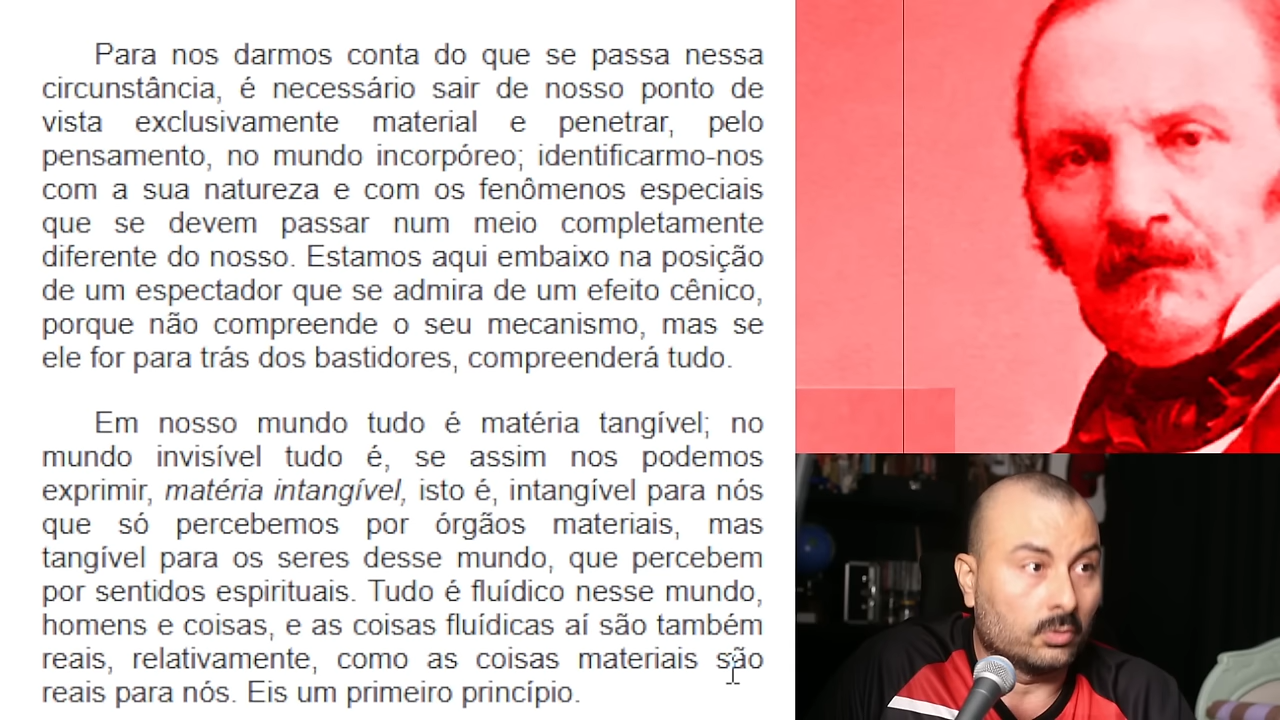 Para nos darmos conta do que se passa nessa
circunstância, é necessário sair de nosso ponto de
vista exclusivamente material e penetrar, pelo
pensamento, no mundo incorpóreo; identificarmo-nos
com a sua natureza e com os fenômenos especiais
que se devem passar num meio completamente
diferente do nosso. Estamos aqui embaixo na posição
de um espectador que se admira de um efeito cênico,
porque não compreende o seu mecanismo, mas se
ele for para trás dos bastidores, compreenderá tudo.
Em nosso mundo tudo é matéria tangível; no
mundo invisível tudo é, se assim nos podemos
exprimir, matéria intangível, isto é, intangível para nós
que só percebemos por órgãos materiais, mas
tangível para os seres desse mundo, que percebem
por sentidos espirituais. Tudo é fluídico nesse mundo,
homens e coisas, e as coisas fluídicas aí são também
reais, relativamente, como as coisas materiais são
reais para nós. Eis um primeiro princípio.